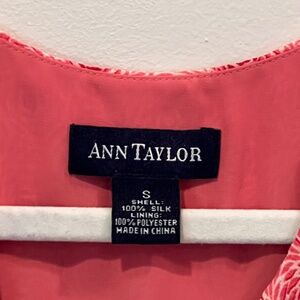 ANN TAYLOR
S
SHELL:
100% SILK
LINING:
100% POLYESTER
MADE IN CHINA